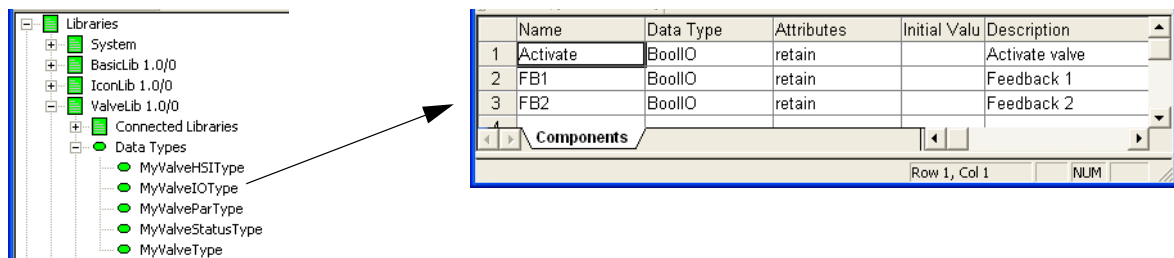 Libraries
System
BasicLib 1.0/0
IconLib 1.0/0
ValveLib 1.0/0
Connected Libraries
Data Types
MyValveHSIType
MyValveIOType
MyValveParType
MyValveStatusType
MyValveType
Name Data Type Attributes Initial Valu Description
1 Activate BoolIO retain Activate valve
2 FB1 BoolIO retain Feedback 1
3 FB2 BoolIO retain Feedback 2
4
Components
Row 1, Col 1 NUM